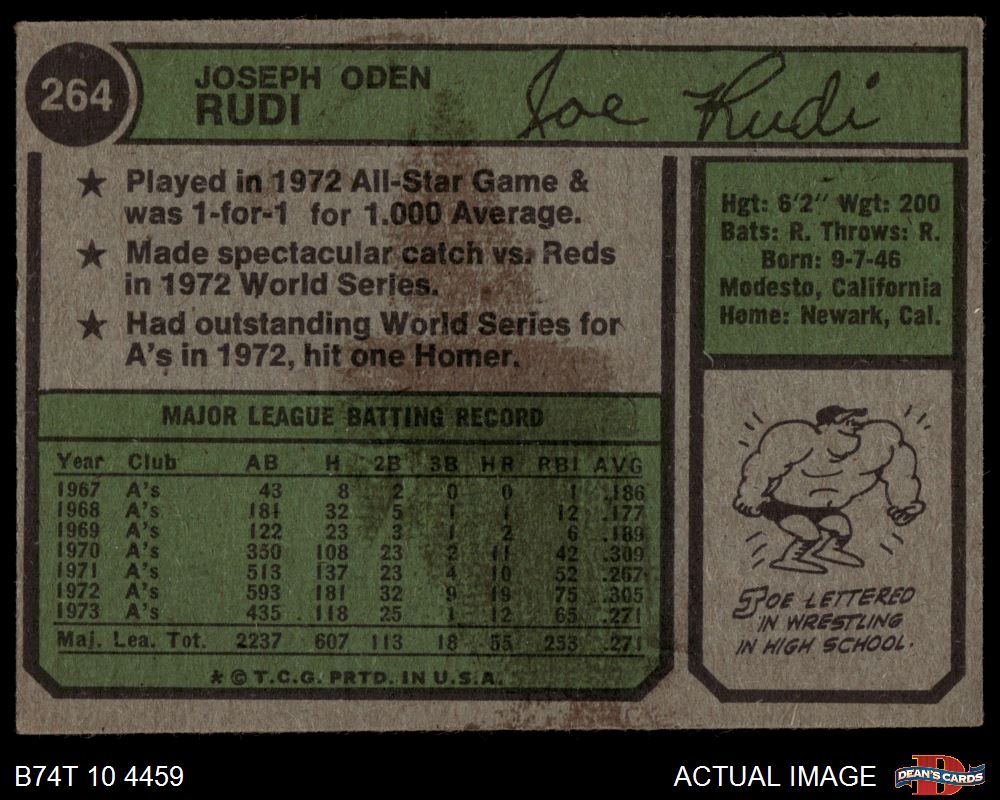 264
JOSEPH ODEN
RUDI
Joe Rudi
★ Played in 1972 All-Star Game &
was 1-for-1 for 1.000 Average.
★ Made spectacular catch vs. Reds
in 1972 World Series.
★ Had outstanding World Series for
A's in 1972, hit one Homer.
Hgt: 6'2" Wgt: 200
Bats: R. Throws: R.
Born: 9-7-46
Modesto, California
Home: Newark, Cal.
MAJOR LEAGUE BATTING RECORD
Year Club AB H 2B 3B HR RBI AVG
1967 A's 43 8 2 0 0 1 .186
1968 A's 181 32 5 1 1 12 .177
1969 A's 122 23 3 1 2 6 .189
1970 A's 350 108 23 2 11 42 .309
1971 A's 513 137 23 4 10 52 .267
1972 A's 593 181 32 9 19 75 .305
1973 A's 435 118 25 1 12 65 .271
Maj. Lea. Tot. 2237 607 113 18 55 253 .271
* © T.C.G. PRTD. IN U.S.A.
JOE LETTERED
IN WRESTLING
IN HIGH SCHOOL.
B74T 10 4459
ACTUAL IMAGE
D
DEAN'S CARDS